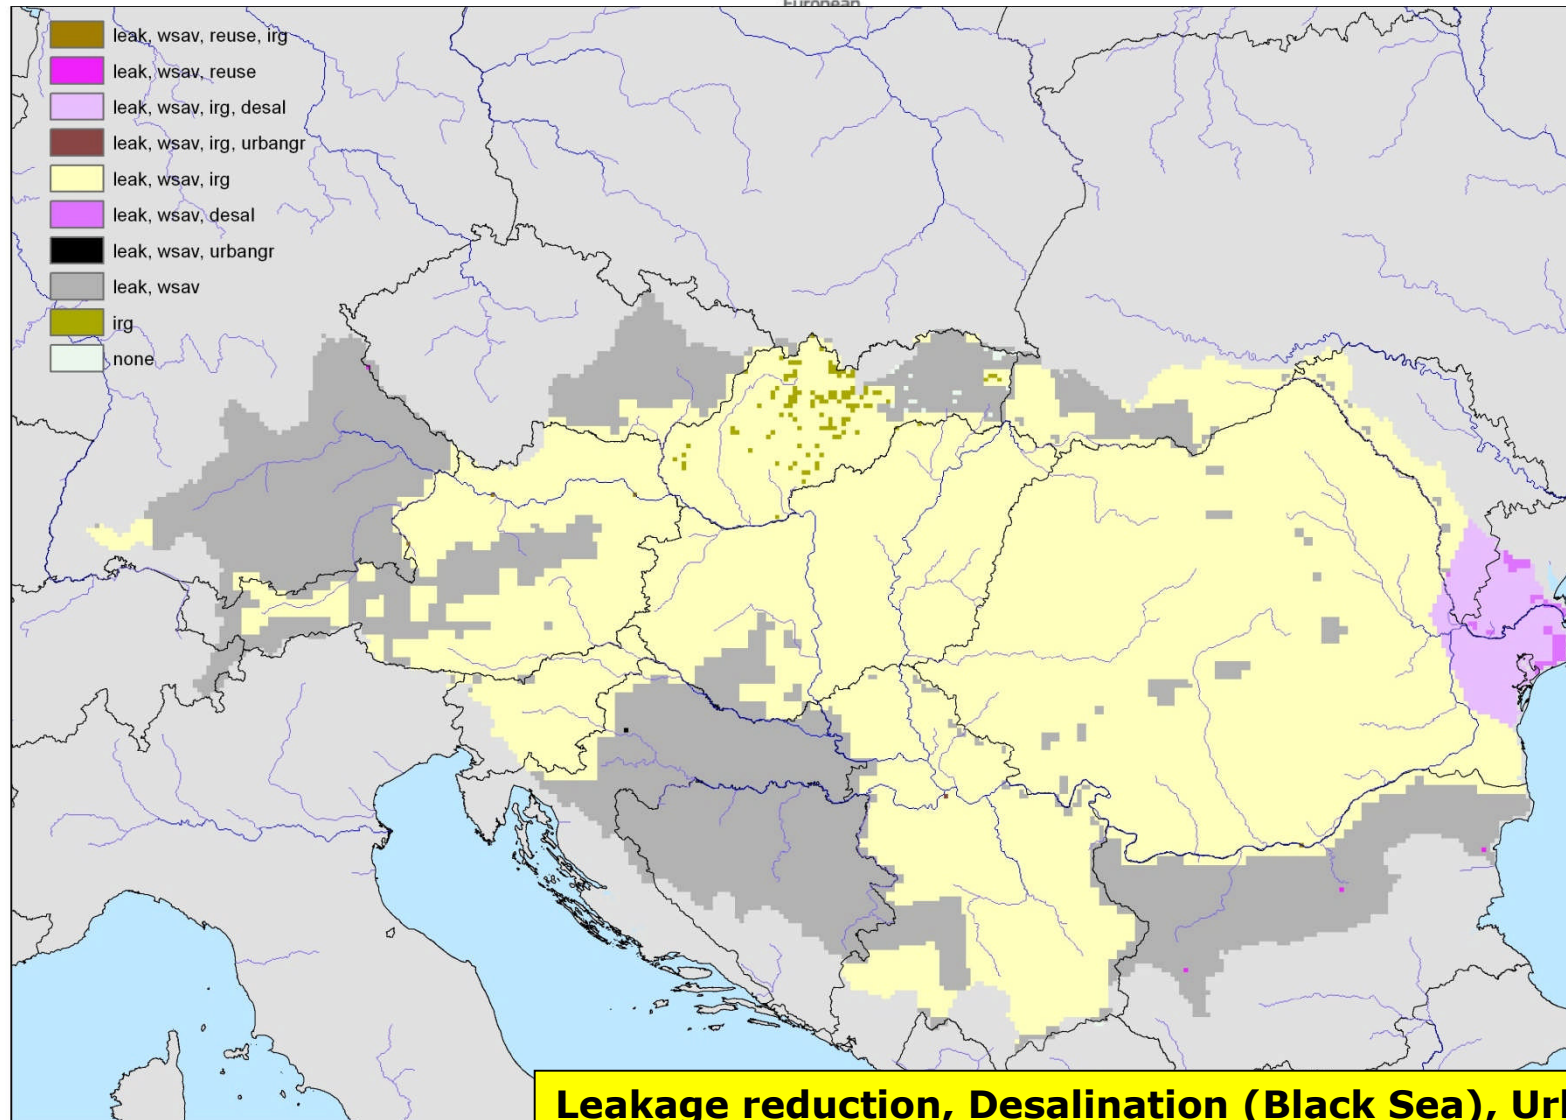 European
leak, wsav, reuse, irg
leak, wsav, reuse
leak, wsav, irg, desal
leak, wsav, irg, urbangr
leak, wsav, irg
leak, wsav, desal
leak, wsav, urbangr
leak, wsav
irg
none
Leakage reduction, Desalination (Black Sea), Ur